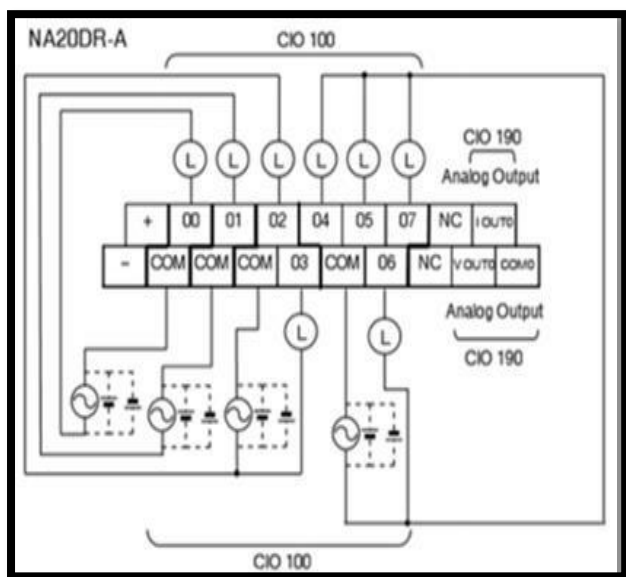 NA20DR-A
CIO 100
L L L L L L
CIO 190
Analog Output
+ 00 01 02 04 05 07 NC I OUT0
- COM COM COM 03 COM 06 NC V OUT0 COM0
L L
Analog Output
CIO 190
CIO 100